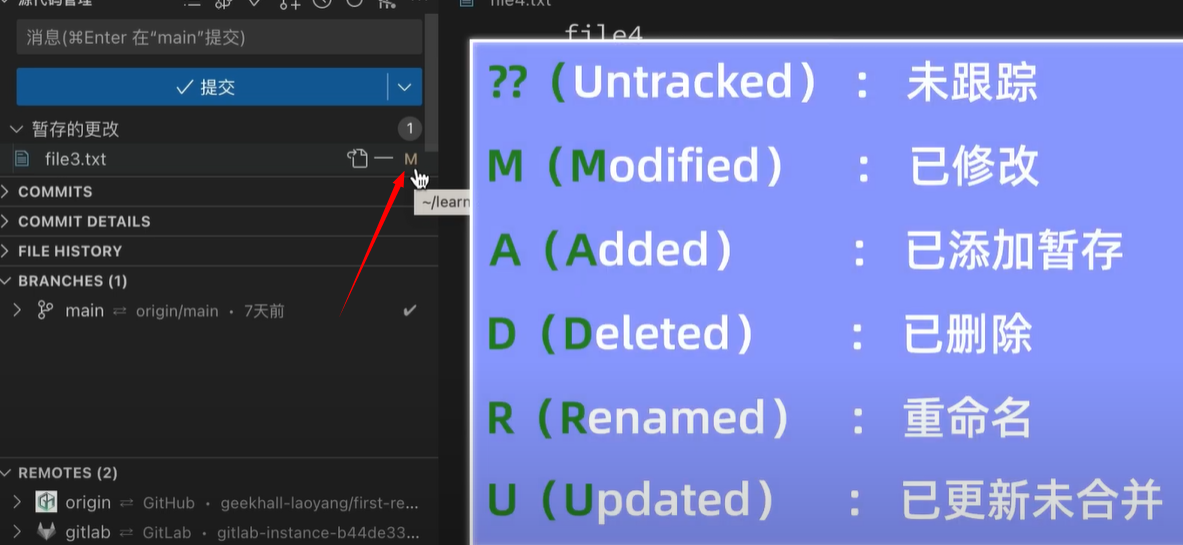 源代码管理
消息(⌘Enter 在“main”提交)
提交
暂存的更改
1
file3.txt
M
COMMITS
COMMIT DETAILS
FILE HISTORY
BRANCHES (1)
main ⇄ origin/main • 7天前
REMOTES (2)
origin ⇄ GitHub • geekhall-laoyang/first-re...
gitlab ⇄ GitLab • gitlab-instance-b44de33...
~/learn
file4.txt
file4
?? (Untracked) : 未跟踪
M (Modified) : 已修改
A (Added) : 已添加暂存
D (Deleted) : 已删除
R (Renamed) : 重命名
U (Updated) : 已更新未合并